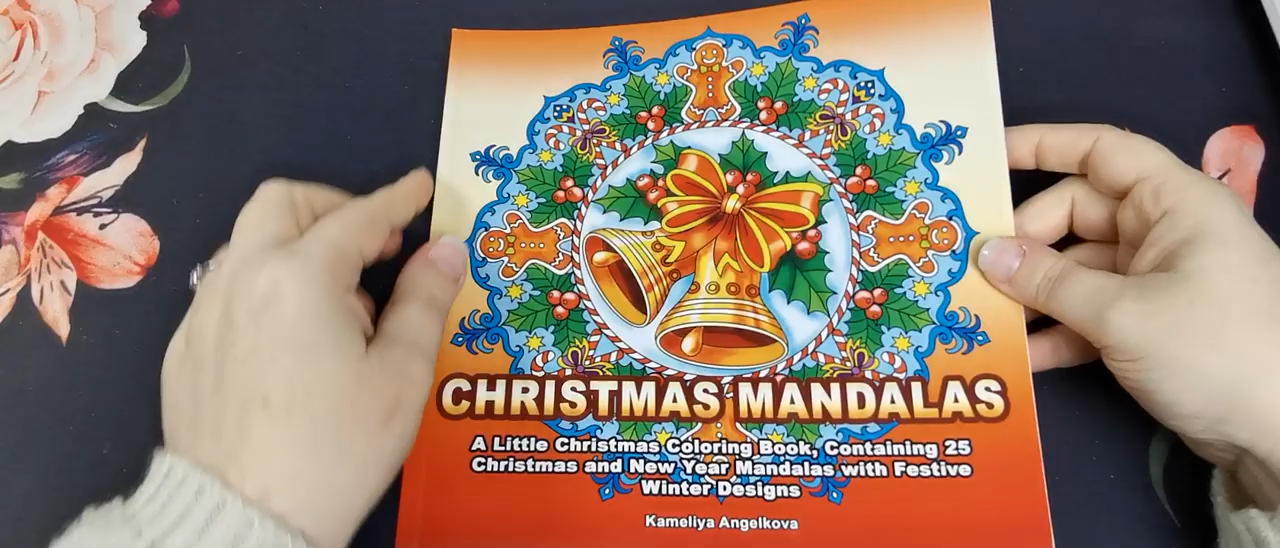 CHRISTMAS MANDALAS
A Little Christmas Coloring Book, Containing 25
Christmas and New Year Mandalas with Festive
Winter Designs
Kameliya Angelkova